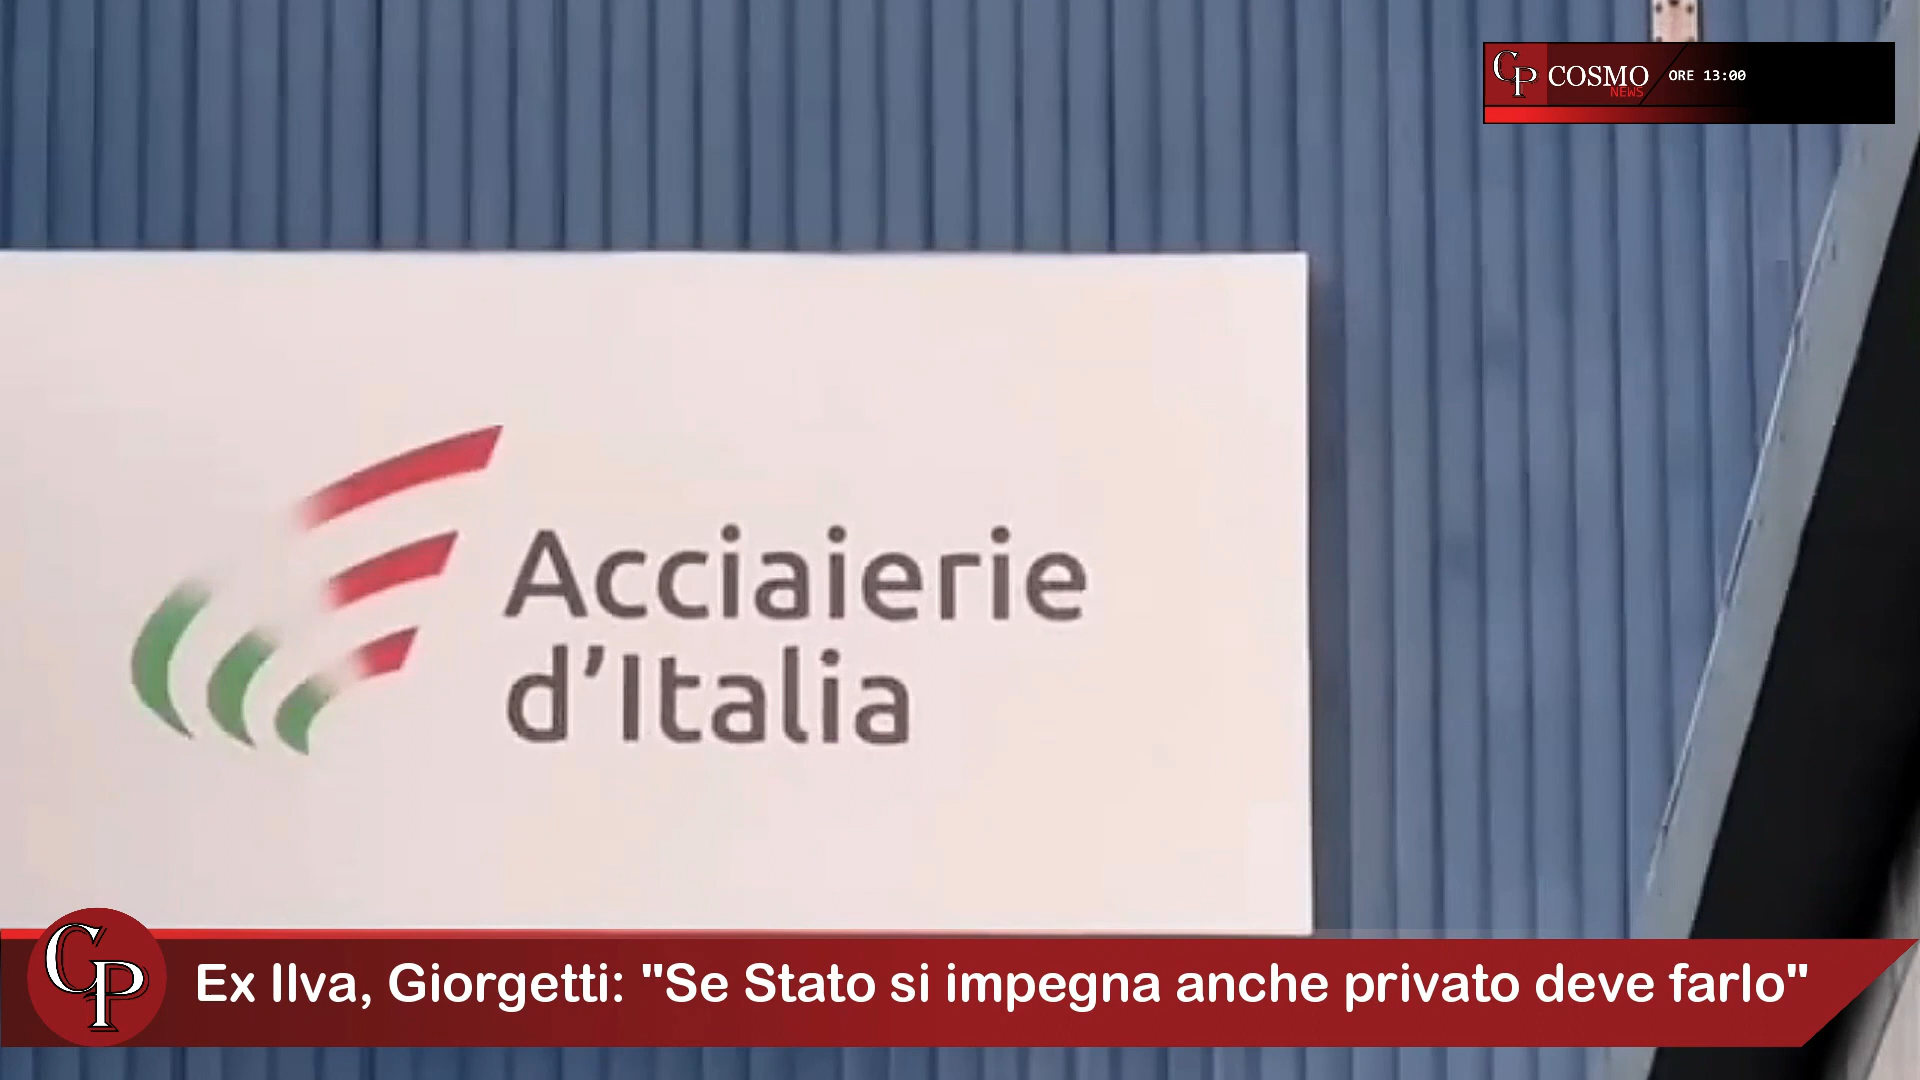 CP COSMO NEWS ORE 13:00
Acciaierie
d'Italia
CP Ex Ilva, Giorgetti: "Se Stato si impegna anche privato deve farlo"